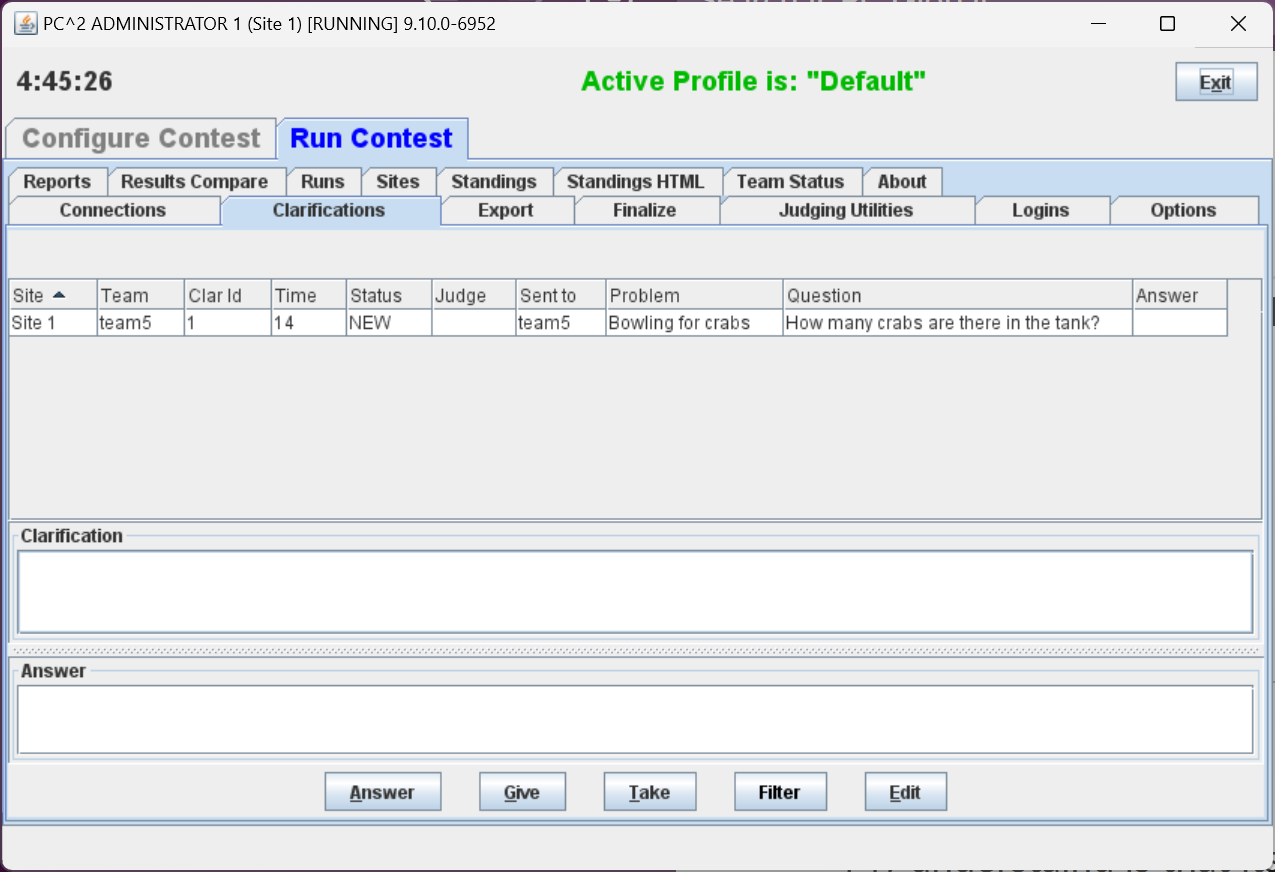 PC^2 ADMINISTRATOR 1 (Site 1) [RUNNING] 9.10.0-6952
4:45:26 Active Profile is: "Default" Exit
Configure Contest Run Contest
Reports Results Compare Runs Sites Standings Standings HTML Team Status About
Connections Clarifications Export Finalize Judging Utilities Logins Options
Site Team Clar Id Time Status Judge Sent to Problem Question Answer
Site 1 team5 1 14 NEW team5 Bowling for crabs How many crabs are there in the tank?
Clarification
Answer
Answer Give Take Filter Edit